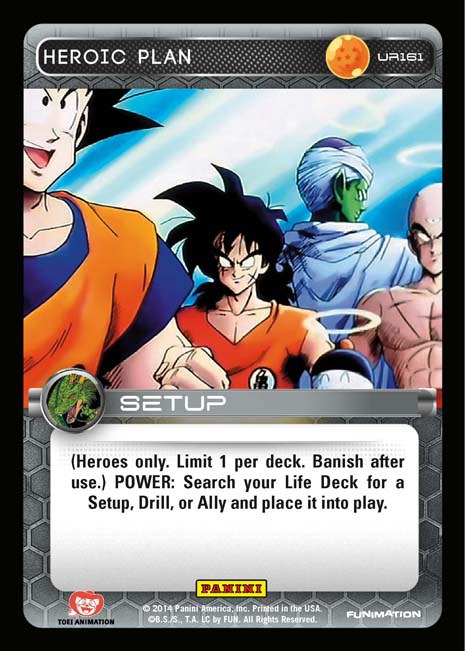 HEROIC PLAN
UR161
SETUP
(Heroes only. Limit 1 per deck. Banish after
use.) POWER: Search your Life Deck for a
Setup, Drill, or Ally and place it into play.
PANINI
© 2014 Panini America, Inc. Printed in the USA.
©B.S./S., T.A. LC by FUN. All Rights Reserved.
TOEI ANIMATION
FUNIMATION